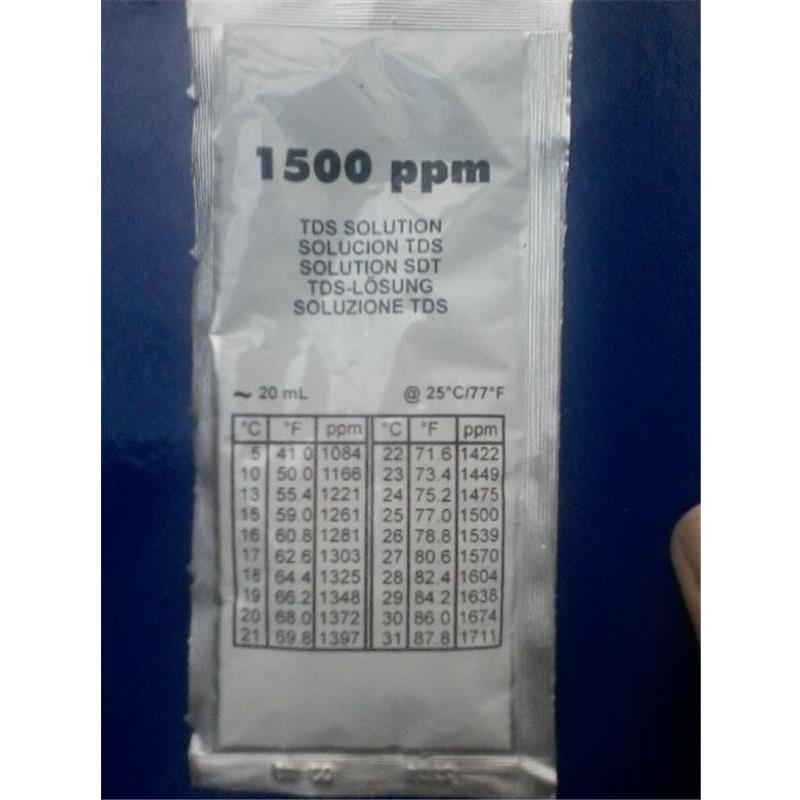 1500 ppm
TDS SOLUTION
SOLUCION TDS
SOLUTION SDT
TDS-LÖSUNG
SOLUZIONE TDS
~ 20 mL @ 25°C/77°F
°C °F ppm °C °F ppm
5 41.0 1084 22 71.6 1422
10 50.0 1166 23 73.4 1449
13 55.4 1221 24 75.2 1475
15 59.0 1261 25 77.0 1500
16 60.8 1281 26 78.8 1539
17 62.6 1303 27 80.6 1570
18 64.4 1325 28 82.4 1604
19 66.2 1348 29 84.2 1638
20 68.0 1372 30 86.0 1674
21 69.8 1397 31 87.8 1711